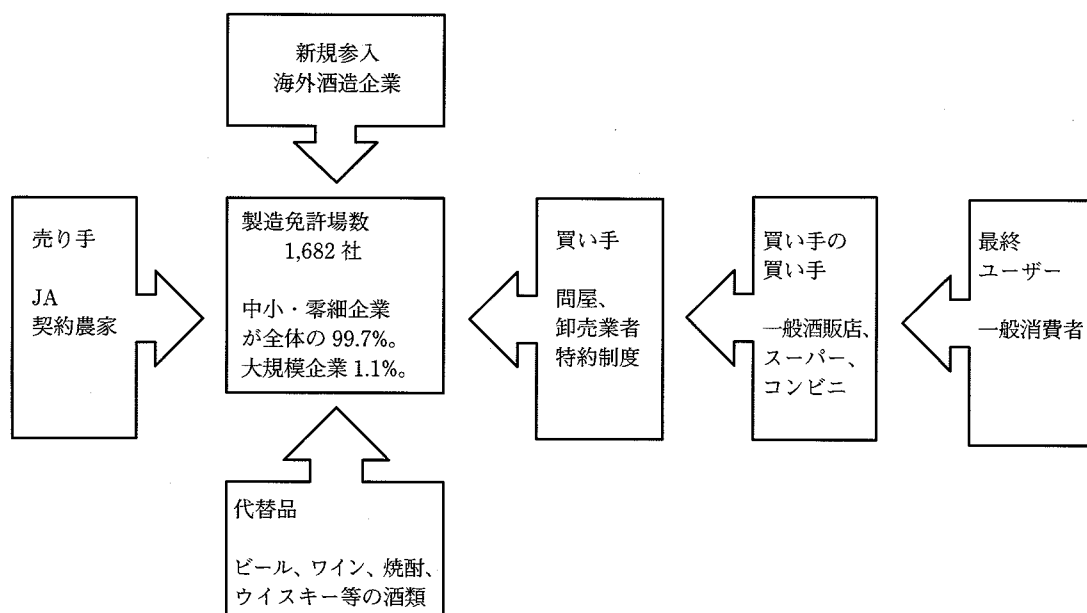 新規参入
海外酒造企業
売り手
JA
契約農家
製造免許場数
1,682 社
中小・零細企業
が全体の 99.7%。
大規模企業 1.1%。
買い手
問屋、
卸売業者
特約制度
買い手の
買い手
一般酒販店、
スーパー、
コンビニ
最終
ユーザー
一般消費者
代替品
ビール、ワイン、焼酎、
ウイスキー等の酒類